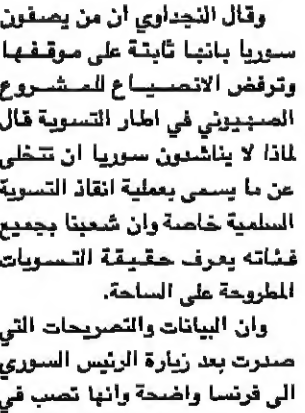 وقال النجداوي ان من يصفون
سوريا بانها ثابتة على موقفها
وترفض الانصياع للمشروع
الصهيوني في اطار التسوية قال
لماذا لا يناشدون سوريا ان تتخلى
عن ما يسمى بعملية انقاذ التسوية
السلمية خاصة وان شعبنا بجميع
فئاته يعرف حقيقة التسويات
المطروحة على الساحة.
وان البيانات والتصريحات التي
صدرت بعد زيارة الرئيس السوري
الى فرنسا واضحة وانها تصب في